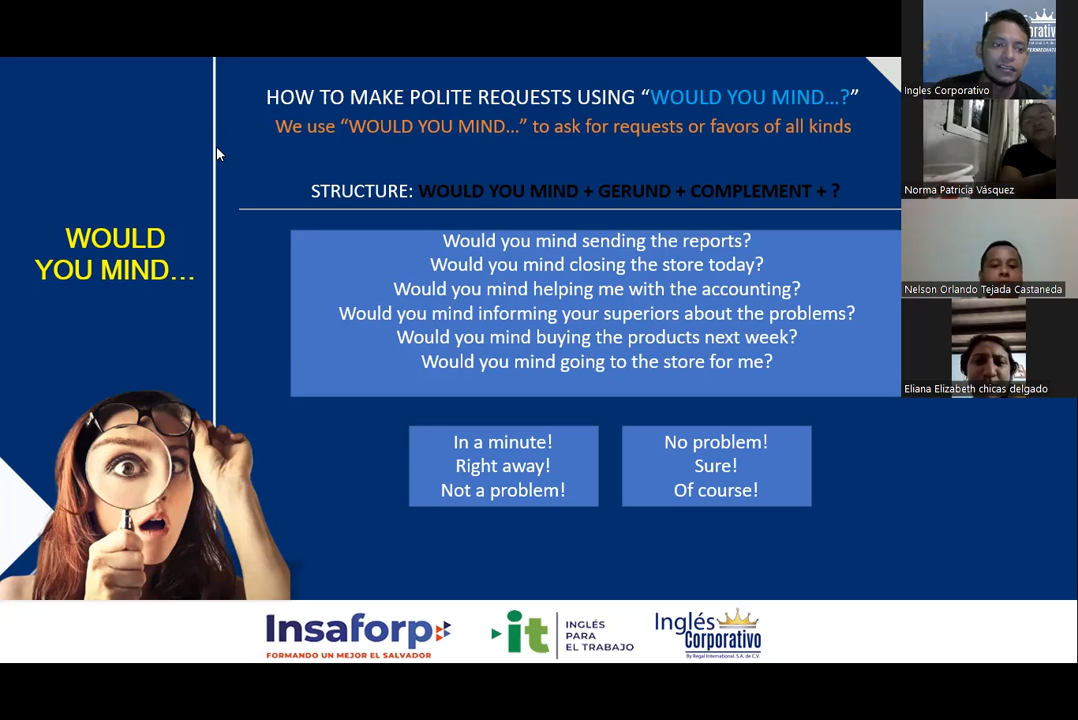 HOW TO MAKE POLITE REQUESTS USING “WOULD YOU MIND...?”
We use “WOULD YOU MIND...” to ask for requests or favors of all kinds
STRUCTURE: WOULD YOU MIND + GERUND + COMPLEMENT + ?
WOULD
YOU MIND...
Would you mind sending the reports?
Would you mind closing the store today?
Would you mind helping me with the accounting?
Would you mind informing your superiors about the problems?
Would you mind buying the products next week?
Would you mind going to the store for me?
In a minute!
Right away!
Not a problem!
No problem!
Sure!
Of course!
Insaforp
FORMANDO UN MEJOR EL SALVADOR
it
INGLÉS
PARA
EL TRABAJO
Inglés
Corporativo
By Regal International, S.A. de C.V.
Ingles Corporativo
Norma Patricia Vásquez
Nelson Orlando Tejada Castaneda
Eliana Elizabeth chicas delgado